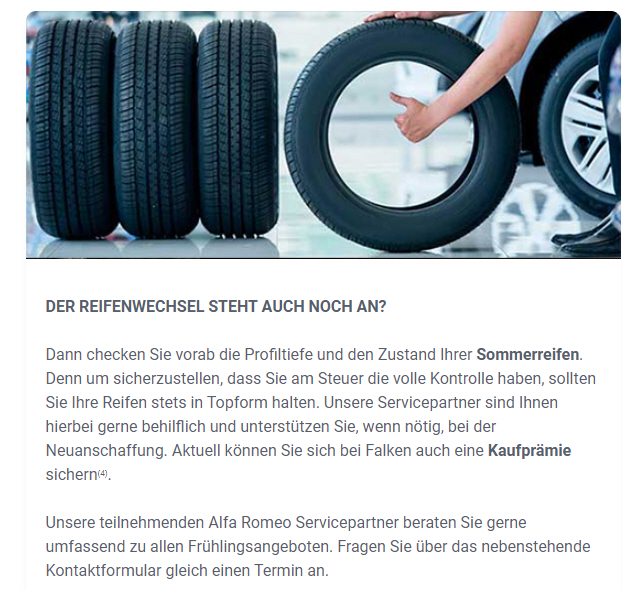 DER REIFENWECHSEL STEHT AUCH NOCH AN?
Dann checken Sie vorab die Profiltiefe und den Zustand Ihrer Sommerreifen.
Denn um sicherzustellen, dass Sie am Steuer die volle Kontrolle haben, sollten
Sie Ihre Reifen stets in Topform halten. Unsere Servicepartner sind Ihnen
hierbei gerne behilflich und unterstützen Sie, wenn nötig, bei der
Neuanschaffung. Aktuell können Sie sich bei Falken auch eine Kaufprämie
sichern(4).
Unsere teilnehmenden Alfa Romeo Servicepartner beraten Sie gerne
umfassend zu allen Frühlingsangeboten. Fragen Sie über das nebenstehende
Kontaktformular gleich einen Termin an.